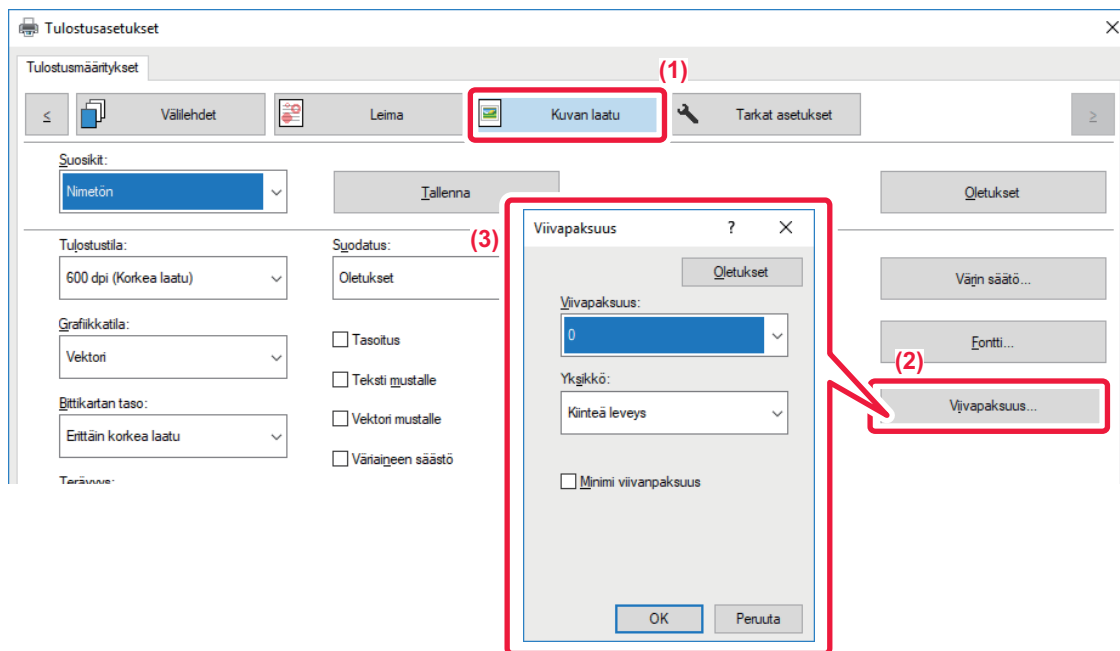 Tulostusasetukset
Tulostusmääritykset
(1)
<
Välilehdet
Leima
Kuvan laatu
Tarkat asetukset
>
Suosikit:
Nimetön
Tallenna
Oletukset
Tulostustila:
600 dpi (Korkea laatu)
Suodatus:
Oletukset
(3)
Viivapaksuus
?
Oletukset
Viivapaksuus:
0
Yksikkö:
Kiinteä leveys
Minimi viivanpaksuus
OK
Peruuta
Värin säätö...
Grafiikkatila:
Vektori
Tasoitus
Teksti mustalle
Vektori mustalle
Väriaineen säästö
Fontti...
(2)
Viivapaksuus...
Bittikartan taso:
Erittäin korkea laatu
Terävyys: